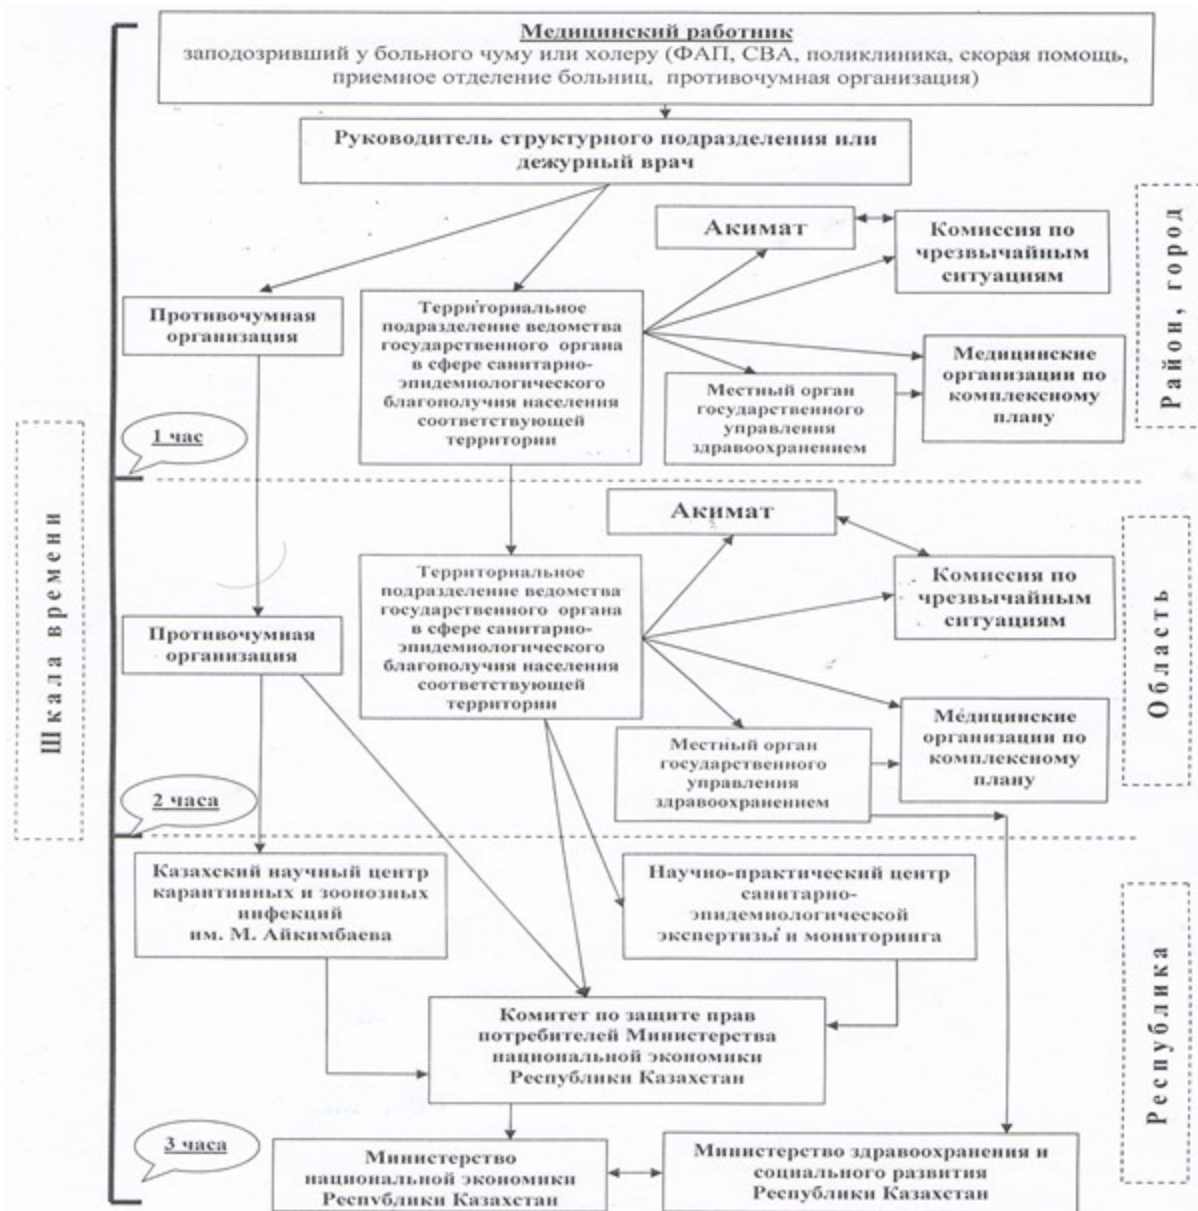 Медицинский работник
заподозривший у больного чуму или холеру (ФАП, СВА, поликлиника, скорая помощь,
приемное отделение больниц, противочумная организация)
Руководитель структурного подразделения или
дежурный врач
Акимат
Комиссия по
чрезвычайным
ситуациям
Противочумная
организация
Территориальное
подразделение ведомства
государственного органа
в сфере санитарно-
эпидемиологического
благополучия населения
соответствующей
территории
Местный орган
государственного
управления
здравоохранением
Медицинские
организации по
комплексному
плану
Район, город
1 час
Шкала времени
Акимат
Комиссия по
чрезвычайным
ситуациям
Противочумная
организация
Территориальное
подразделение ведомства
государственного органа
в сфере санитарно-
эпидемиологического
благополучия населения
соответствующей
территории
Местный орган
государственного
управления
здравоохранением
Медицинские
организации по
комплексному
плану
Область
2 часа
Казахский научный центр
карантинных и зоонозных
инфекций
им. М. Айкимбаева
Научно-практический центр
санитарно-
эпидемиологической
экспертизы и мониторинга
Комитет по защите прав
потребителей Министерства
национальной экономики
Республики Казахстан
Республика
3 часа
Министерство
национальной экономики
Республики Казахстан
Министерство здравоохранения и
социального развития
Республики Казахстан